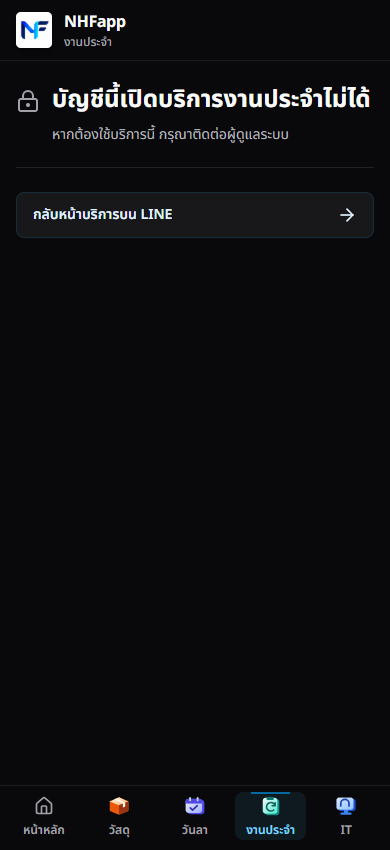 NF
NHFapp
งานประจำ
บัญชีนี้เปิดบริการงานประจำไม่ได้
หากต้องใช้บริการนี้ กรุณาติดต่อผู้ดูแลระบบ
กลับหน้าบริการบน LINE
หน้าหลัก
วัสดุ
วันลา
งานประจำ
IT